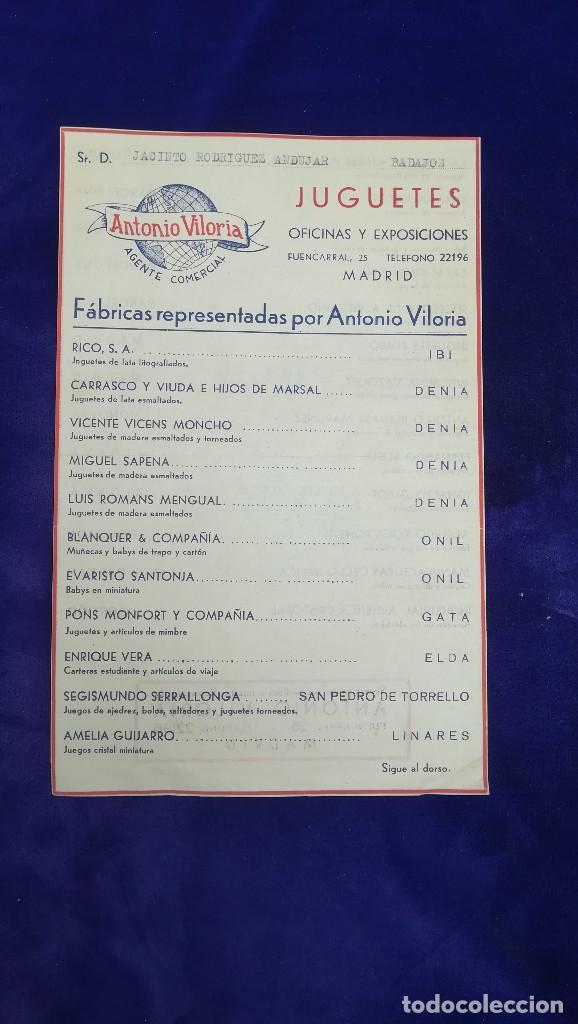 Sr. D. JACINTO RODRIGUEZ ANDUJAR BADAJOZ
Antonio Viloria
AGENTE COMERCIAL
JUGUETES
OFICINAS Y EXPOSICIONES
FUENCARRAL, 25 TELEFONO 22196
MADRID
Fábricas representadas por Antonio Viloria
RICO, S. A. ........ IBI
Juguetes de lata litografiados.
CARRASCO Y VIUDA E HIJOS DE MARSAL ...... DENIA
Juguetes de lata esmaltados.
VICENTE VICENS MONCHO ........ DENIA
Juguetes de madera esmaltados y torneados
MIGUEL SAPENA ........ DENIA
Juguetes de madera esmaltados
LUIS ROMANS MENGUAL ........ DENIA
Juguetes de madera esmaltados
BLANQUER & COMPAÑÍA ........ ONIL
Muñecas y babys de trapo y cartón
EVARISTO SANTONJA ........ ONIL
Babys en miniatura
PONS MONFORT Y COMPAÑIA ........ GATA
Juguetes y artículos de mimbre
ENRIQUE VERA ........ ELDA
Carteras estudiante y artículos de viaje
SEGISMUNDO SERRALLONGA ........ SAN PEDRO DE TORRELLO
Juegos de ajedrez, bolos, saltadores y juguetes torneados.
AMELIA GUIJARRO ........ LINARES
Juegos cristal miniatura
Sigue al dorso.
todocoleccion